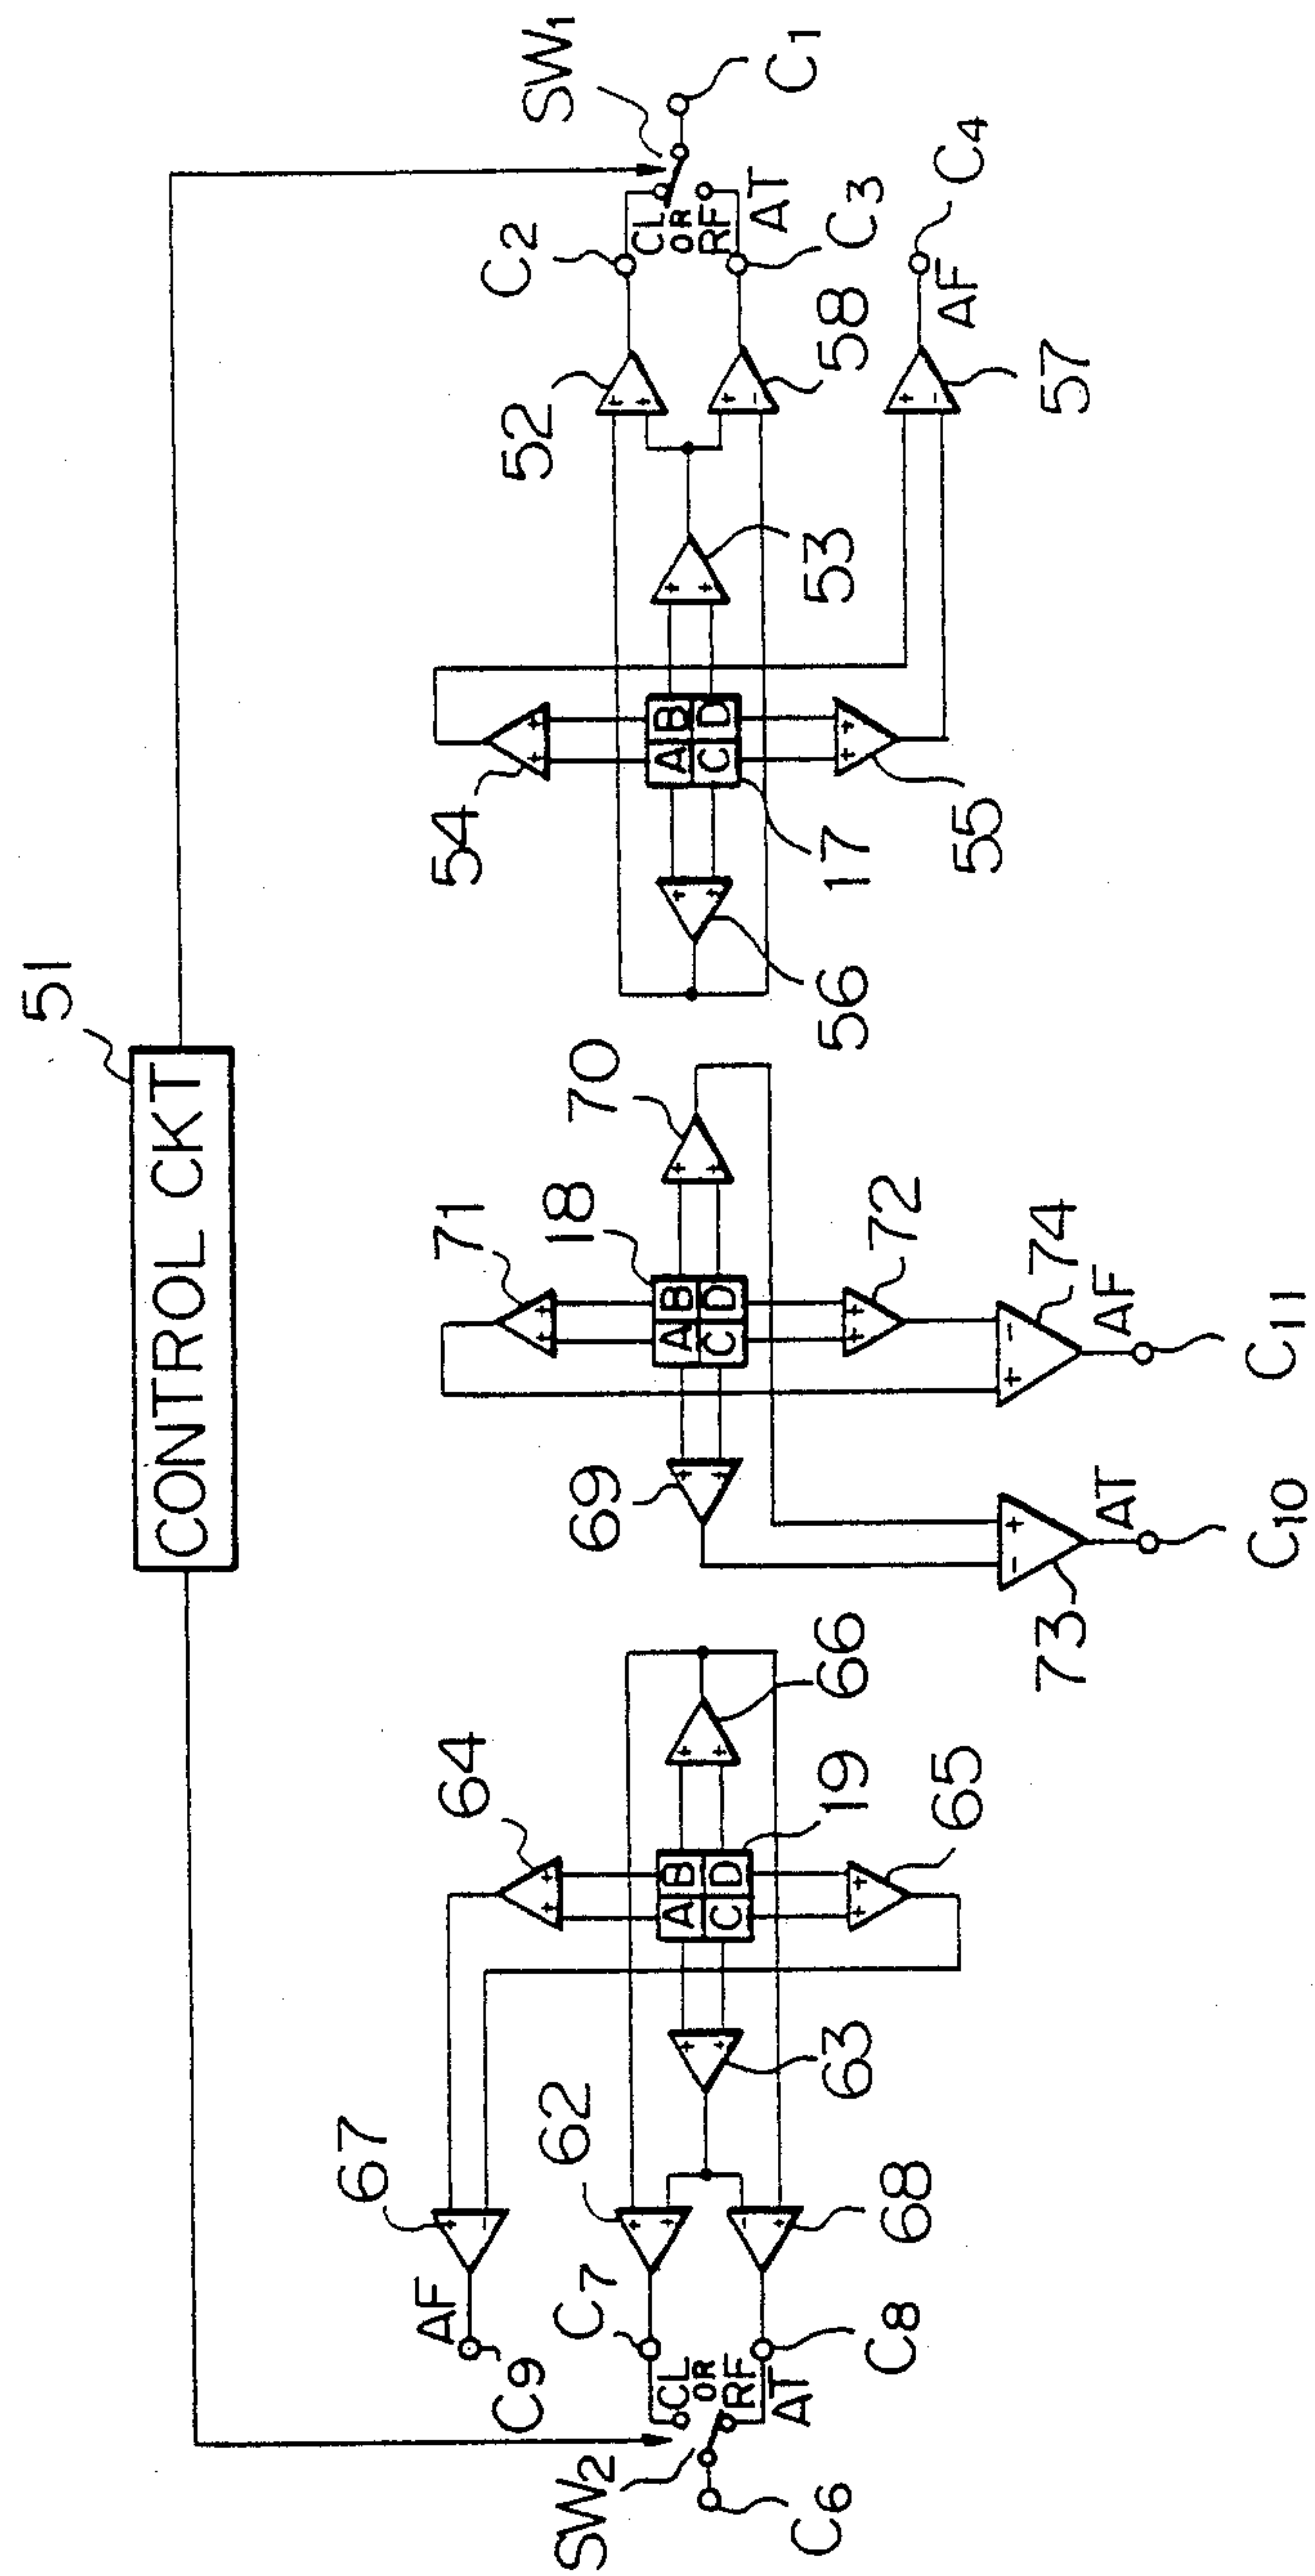 51
CONTROL CKT
67
64
71
54
AF
C9
62
C7
69
18
70
52
C2
SW1
SW2
CL
OR
RF
AT
A B
C D
A B
C D
A B
C D
CL
OR
RF
AT
C1
C6
C8
68
63
19
66
65
56
17
53
58
C3
72
55
AF
C4
57
73
74
AT
AF
C10
C11